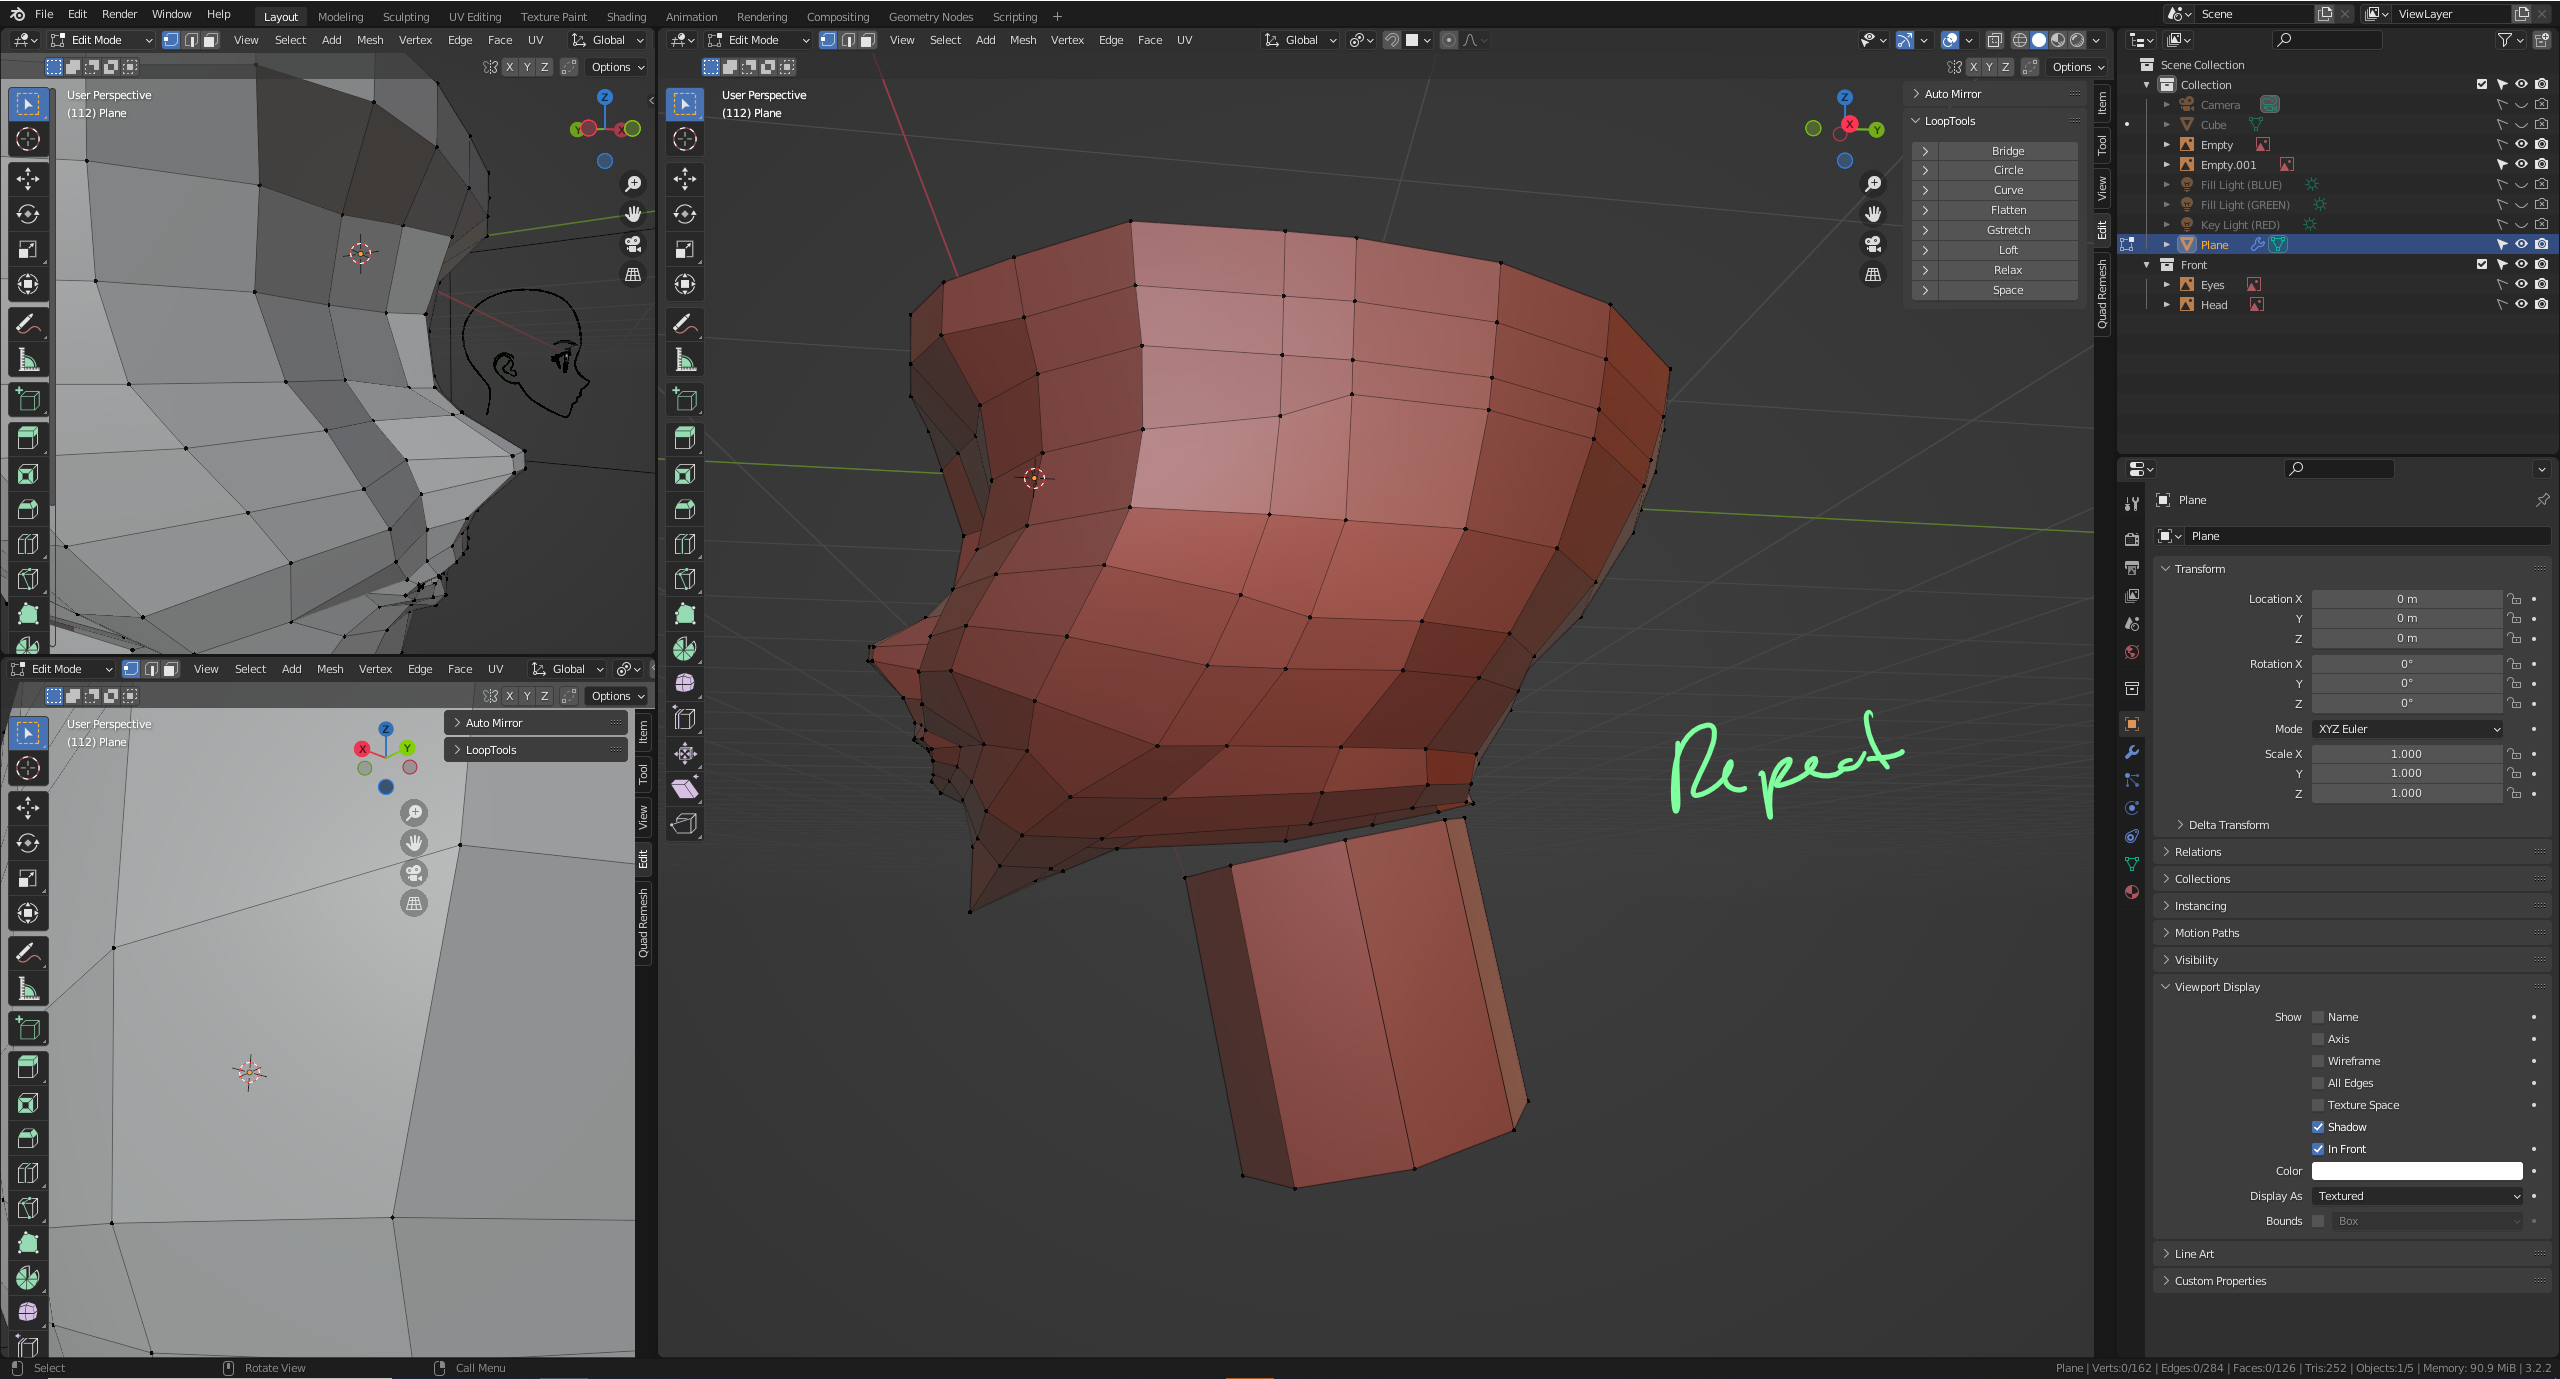 File Edit Render Window Help Layout Modeling Sculpting UV Editing Texture Paint Shading Animation Rendering Compositing Geometry Nodes Scripting + Scene ViewLayer
Edit Mode View Select Add Mesh Vertex Edge Face UV Global
X Y Z Options
User Perspective
(112) Plane
Z
Y X
Edit Mode View Select Add Mesh Vertex Edge Face UV Global
X Y Z Options
User Perspective
(112) Plane
Z
X Y
Auto Mirror
LoopTools
Bridge
Circle
Curve
Flatten
Gstretch
Loft
Relax
Space
Item
Tool
View
Edit
Quad Remesh
Repeat
Edit Mode View Select Add Mesh Vertex Edge Face UV Global
X Y Z Options
User Perspective
(112) Plane
Z
X Y
Auto Mirror
LoopTools
Item
Tool
View
Edit
Quad Remesh
Scene Collection
Collection
Camera
Cube
Empty
Empty.001
Fill Light (BLUE)
Fill Light (GREEN)
Key Light (RED)
Plane
Front
Eyes
Head
Plane
Plane
Transform
Location X 0 m
Y 0 m
Z 0 m
Rotation X 0°
Y 0°
Z 0°
Mode XYZ Euler
Scale X 1.000
Y 1.000
Z 1.000
Delta Transform
Relations
Collections
Instancing
Motion Paths
Visibility
Viewport Display
Show Name
Axis
Wireframe
All Edges
Texture Space
Shadow
In Front
Color
Display As Textured
Bounds Box
Line Art
Custom Properties
Select Rotate View Call Menu Plane | Verts:0/162 | Edges:0/284 | Faces:0/126 | Tris:252 | Objects:1/5 | Memory: 90.9 MiB | 3.2.2